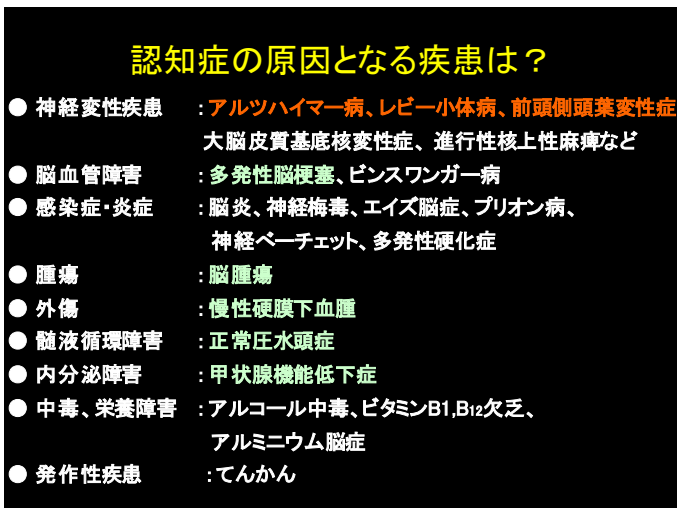 認知症の原因となる疾患は？
● 神経変性疾患 ：アルツハイマー病、レビー小体病、前頭側頭葉変性症
大脳皮質基底核変性症、進行性核上性麻痺など
● 脳血管障害 ：多発性脳梗塞、ビンスワンガー病
● 感染症・炎症 ：脳炎、神経梅毒、エイズ脳症、プリオン病、
神経ベーチェット、多発性硬化症
● 腫瘍 ：脳腫瘍
● 外傷 ：慢性硬膜下血腫
● 髄液循環障害 ：正常圧水頭症
● 内分泌障害 ：甲状腺機能低下症
● 中毒、栄養障害 ：アルコール中毒、ビタミンB1,B12欠乏、
アルミニウム脳症
● 発作性疾患 ：てんかん